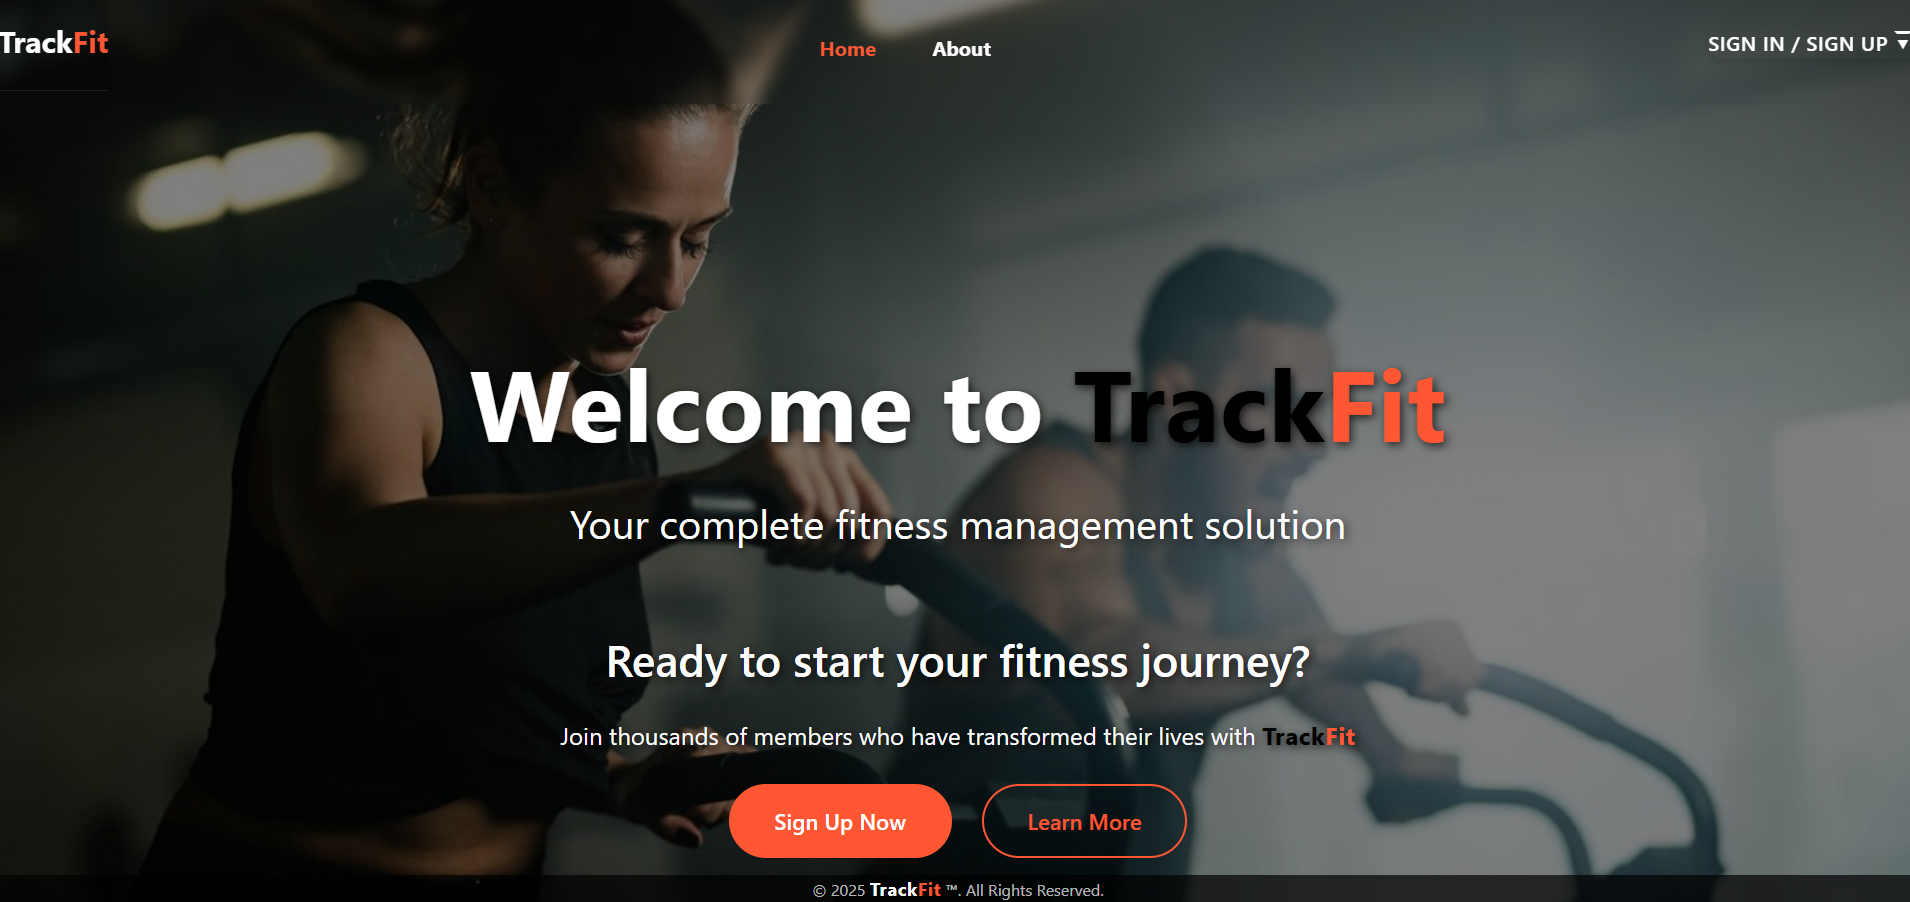 TrackFit
Home About
SIGN IN / SIGN UP
Welcome to TrackFit
Your complete fitness management solution
Ready to start your fitness journey?
Join thousands of members who have transformed their lives with TrackFit
Sign Up Now Learn More
© 2025 TrackFit ™. All Rights Reserved.